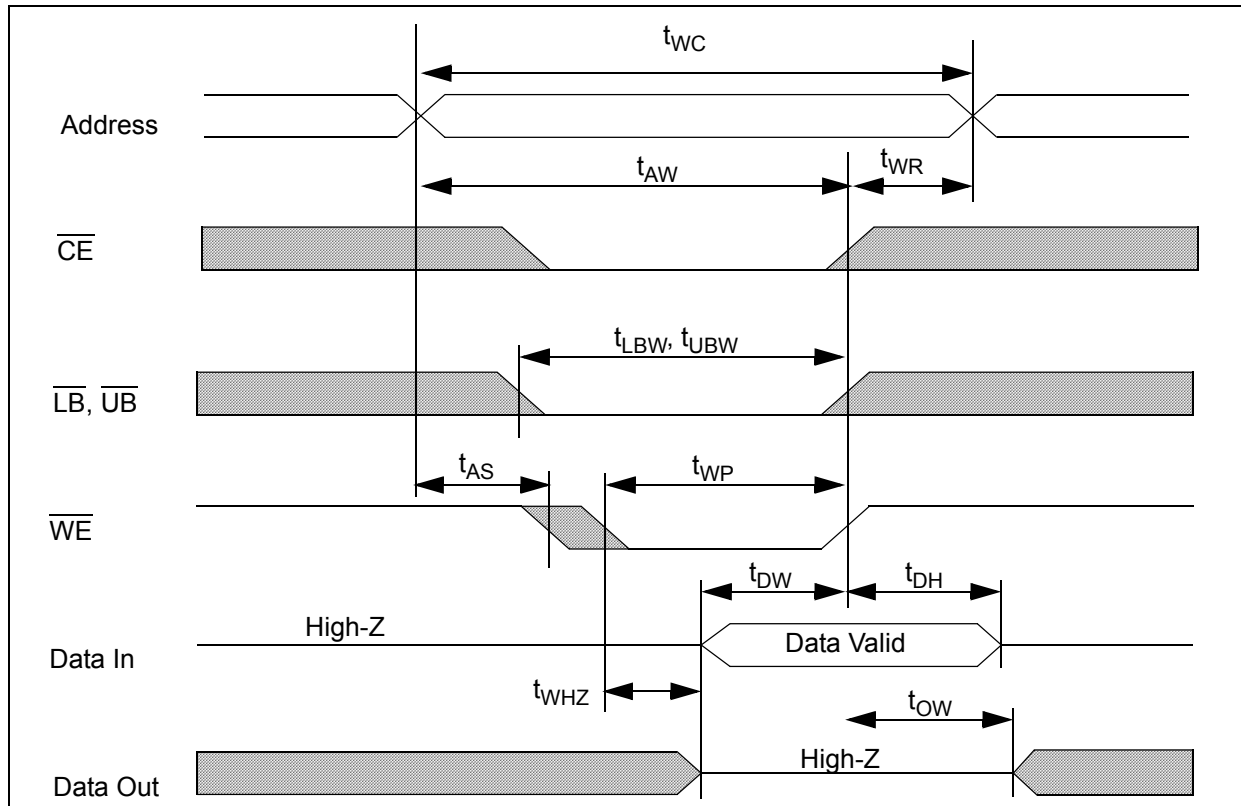 tWC
Address
tAW
tWR
CE
tLBW, tUBW
LB, UB
tAS
tWP
WE
tDW
tDH
High-Z
Data Valid
Data In
tWHZ
tOW
High-Z
Data Out